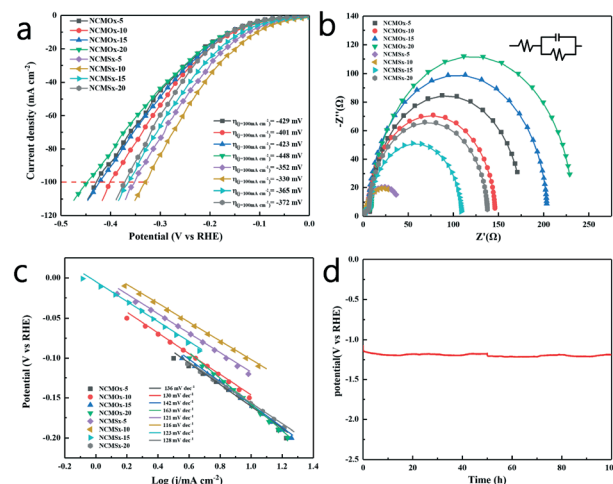 a
NCMOx-5
NCMOx-10
NCMOx-15
NCMOx-20
NCMSx-5
NCMSx-10
NCMSx-15
NCMSx-20
η(j=100mA cm-2)=-429 mV
η(j=100mA cm-2)=-401 mV
η(j=100mA cm-2)=-423 mV
η(j=100mA cm-2)=-448 mV
η(j=100mA cm-2)=-352 mV
η(j=100mA cm-2)=-330 mV
η(j=100mA cm-2)=-365 mV
η(j=100mA cm-2)=-372 mV
Current density(mA cm-2)
0
-20
-40
-60
-80
-100
-120
-0.5
-0.4
-0.3
-0.2
-0.1
0.0
Potential (V vs RHE)
b
NCMOx-5
NCMOx-10
NCMOx-15
NCMOx-20
NCMSx-5
NCMSx-10
NCMSx-15
NCMSx-20
-Z''(Ω)
-140
-120
-100
-80
-60
-40
-20
0
0
50
100
150
200
250
Z'(Ω)
c
NCMOx-5
NCMOx-10
NCMOx-15
NCMOx-20
NCMSx-5
NCMSx-10
NCMSx-15
NCMSx-20
136 mV dec-1
130 mV dec-1
142 mV dec-1
163 mV dec-1
121 mV dec-1
116 mV dec-1
123 mV dec-1
128 mV dec-1
Potential (V vs RHE)
0.00
-0.05
-0.10
-0.15
-0.20
-0.2
0.0
0.2
0.4
0.6
0.8
1.0
1.2
1.4
Log (j/mA cm-2)
d
potential(V vs RHE)
0.0
-0.5
-1.0
-1.5
-2.0
-2.5
0
20
40
60
80
100
Time (h)